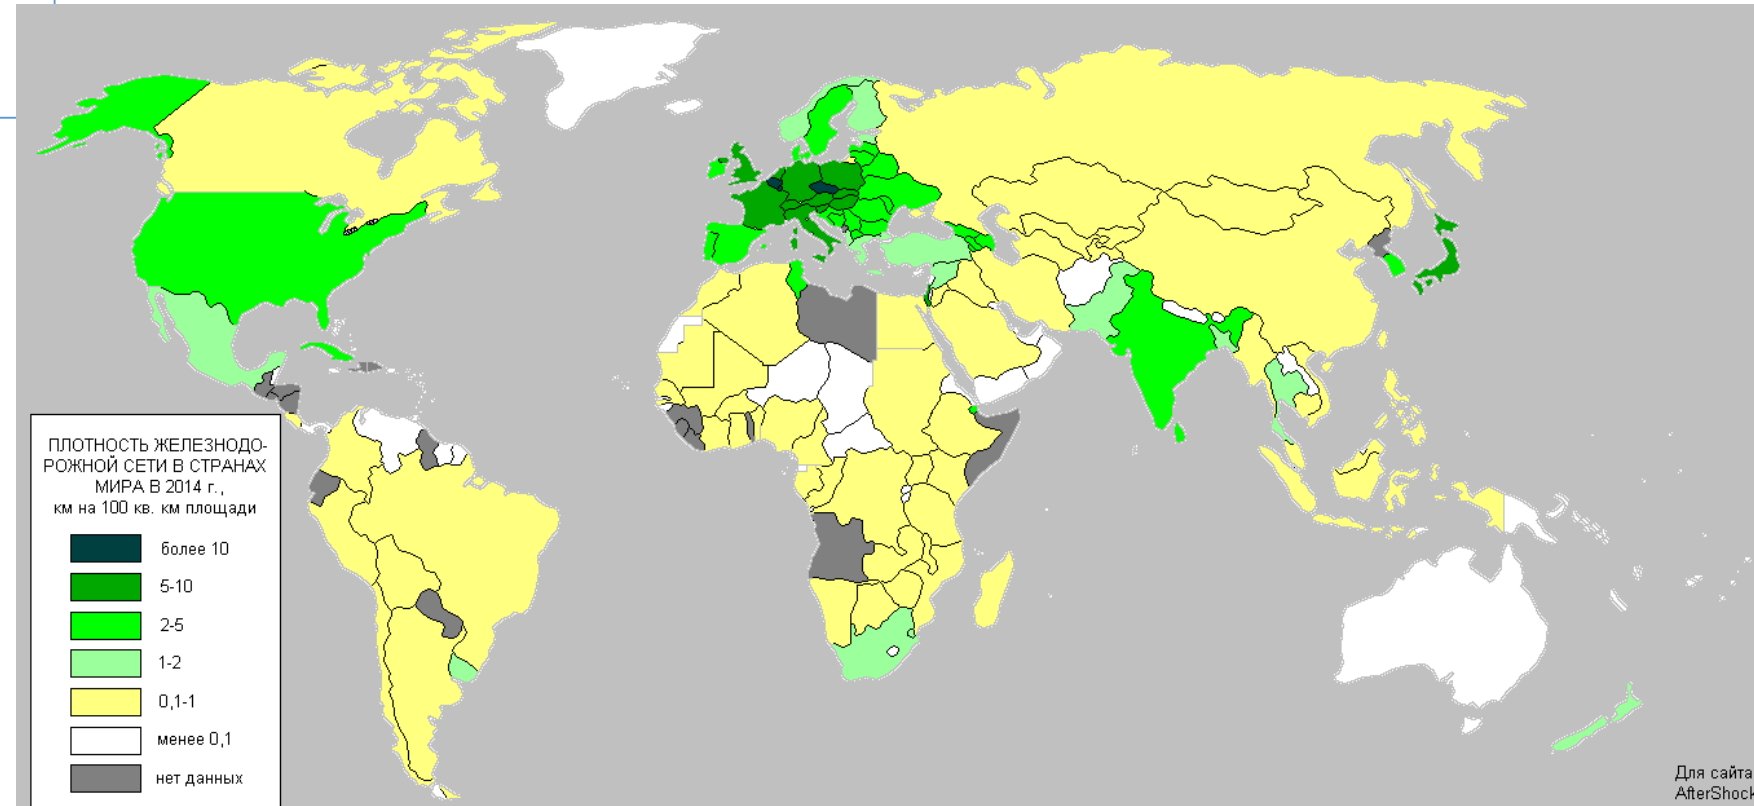 ПЛОТНОСТЬ ЖЕЛЕЗНОДО-
РОЖНОЙ СЕТИ В СТРАНАХ
МИРА В 2014 г.,
км на 100 кв. км площади
более 10
5-10
2-5
1-2
0,1-1
менее 0,1
нет данных
Для сайта
AfterShock